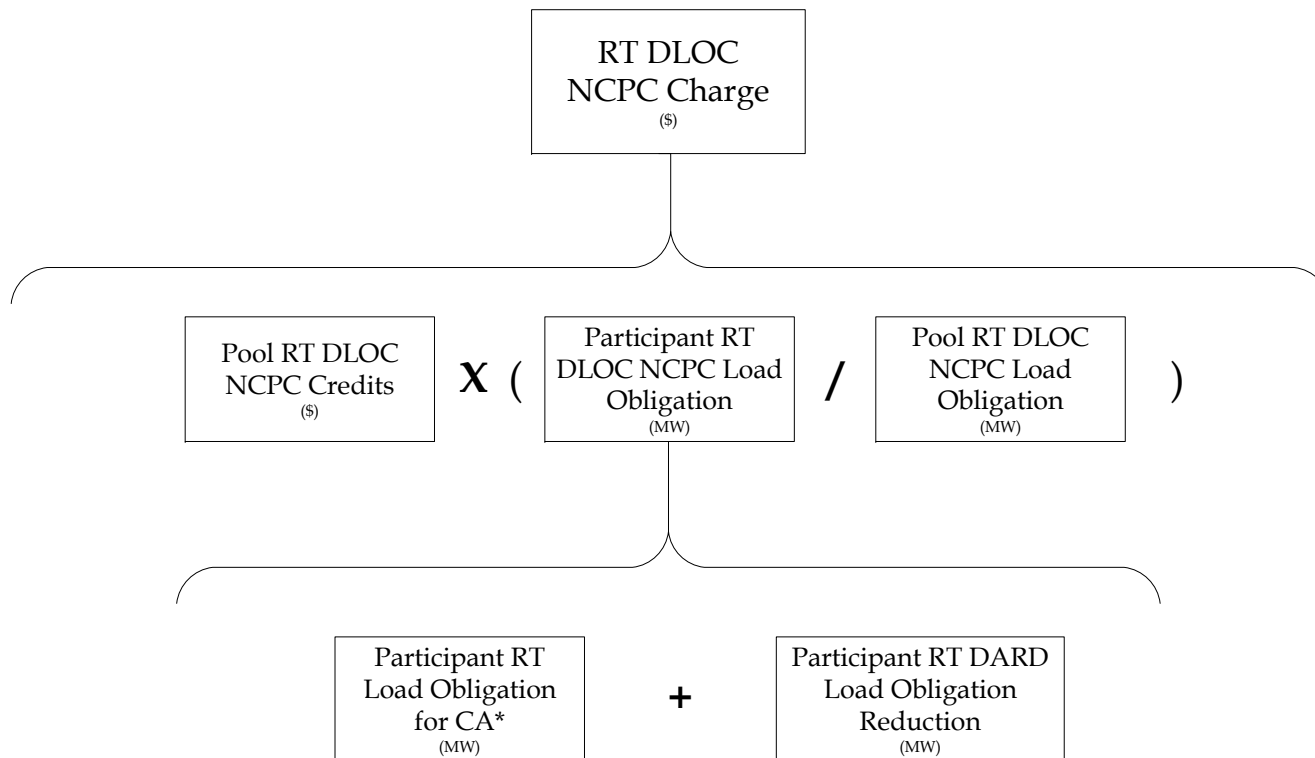 RT DLOC
NCPC Charge
($)
Pool RT DLOC
NCPC Credits
($)
X
(
Participant RT
DLOC NCPC Load
Obligation
(MW)
/
Pool RT DLOC
NCPC Load
Obligation
(MW)
)
Participant RT
Load Obligation
for CA*
(MW)
+
Participant RT DARD
Load Obligation
Reduction
(MW)